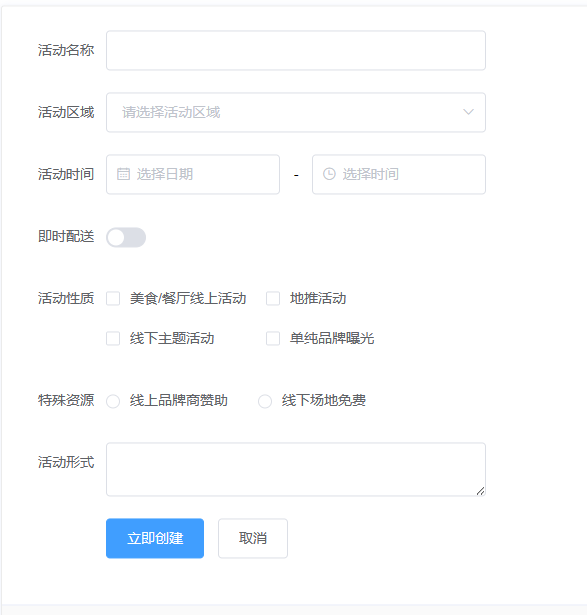 活动名称
活动区域 请选择活动区域
活动时间 选择日期 - 选择时间
即时配送
活动性质 美食/餐厅线上活动 地推活动
线下主题活动 单纯品牌曝光
特殊资源 线上品牌商赞助 线下场地免费
活动形式
立即创建 取消